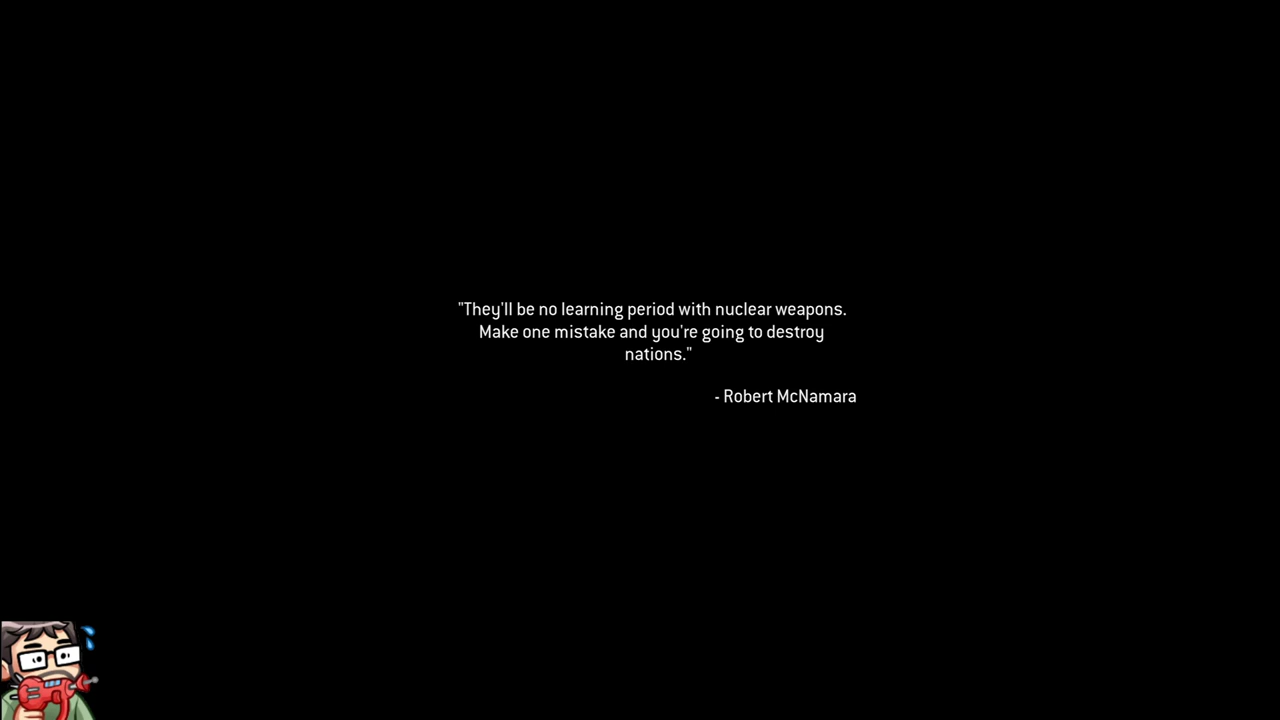 "They'll be no learning period with nuclear weapons.
Make one mistake and you're going to destroy
nations."
- Robert McNamara